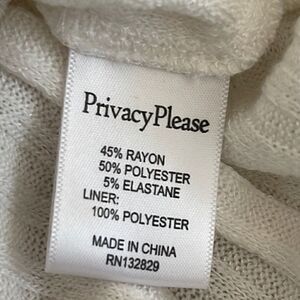 PrivacyPlease
45% RAYON
50% POLYESTER
5% ELASTANE
LINER:
100% POLYESTER
MADE IN CHINA
RN132829